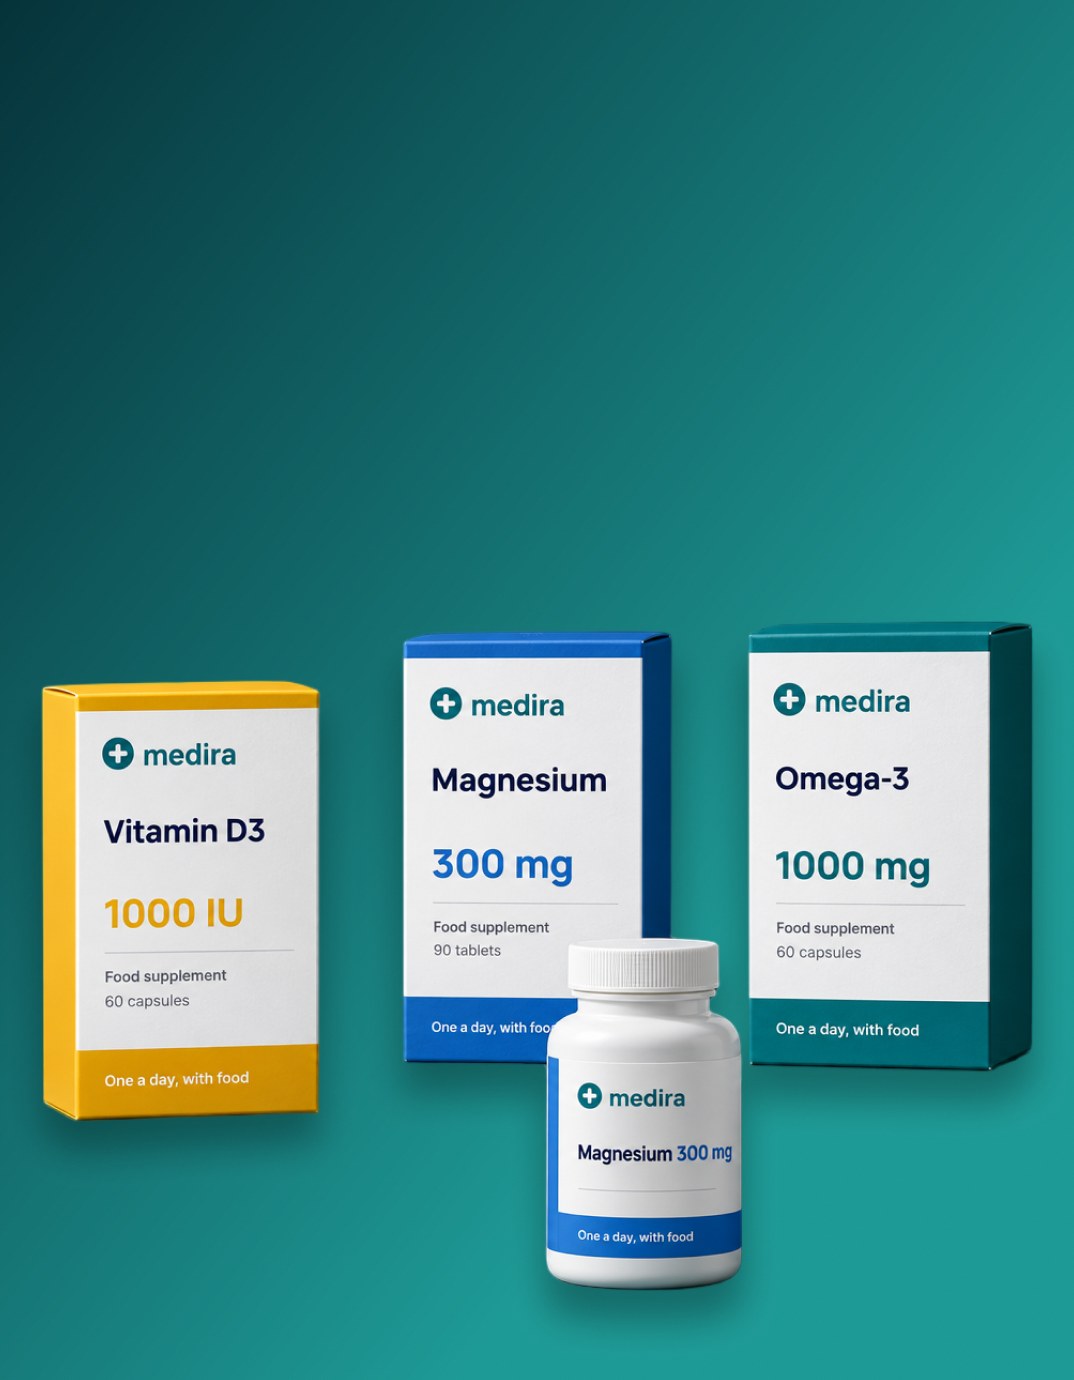 medira
Vitamin D3
1000 IU
Food supplement
60 capsules
One a day, with food
medira
Magnesium
300 mg
Food supplement
90 tablets
One a day, with foo
medira
Omega-3
1000 mg
Food supplement
60 capsules
One a day, with food
medira
Magnesium 300 mg
One a day, with food